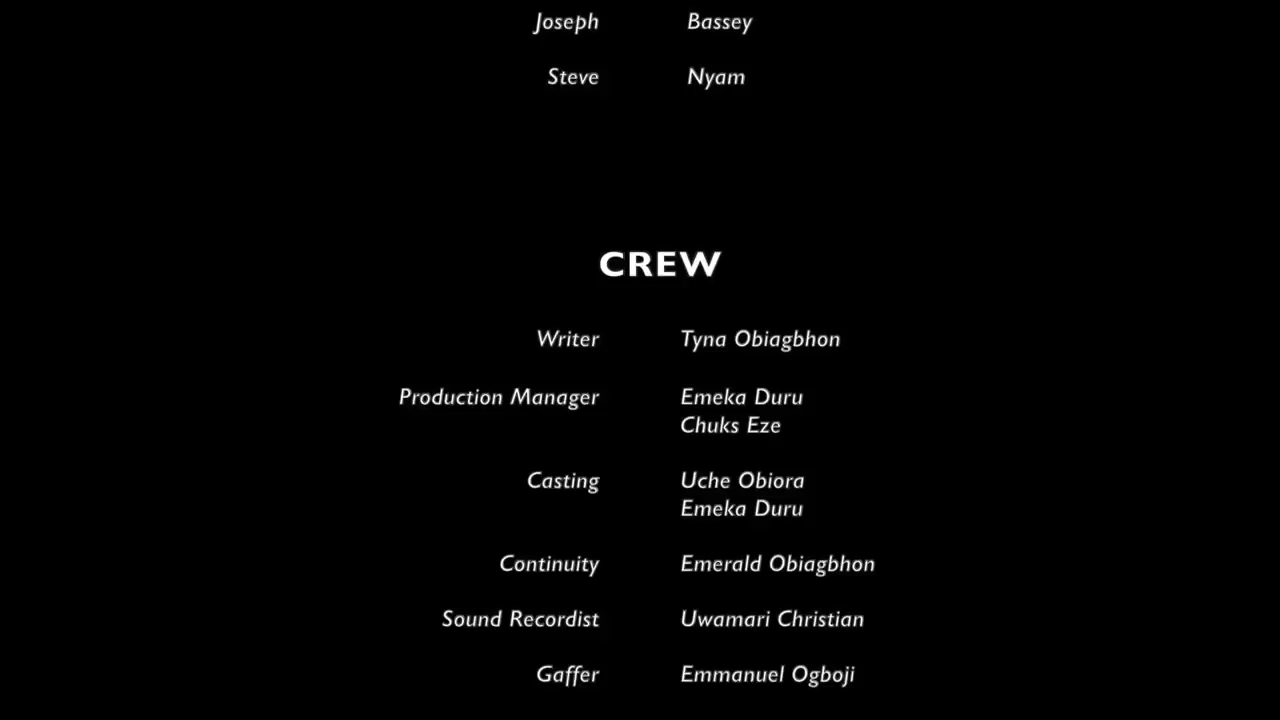 Joseph Bassey
Steve Nyam
CREW
Writer Tyna Obiagbhon
Production Manager Emeka Duru
Chuks Eze
Casting Uche Obiora
Emeka Duru
Continuity Emerald Obiagbhon
Sound Recordist Uwamari Christian
Gaffer Emmanuel Ogboji